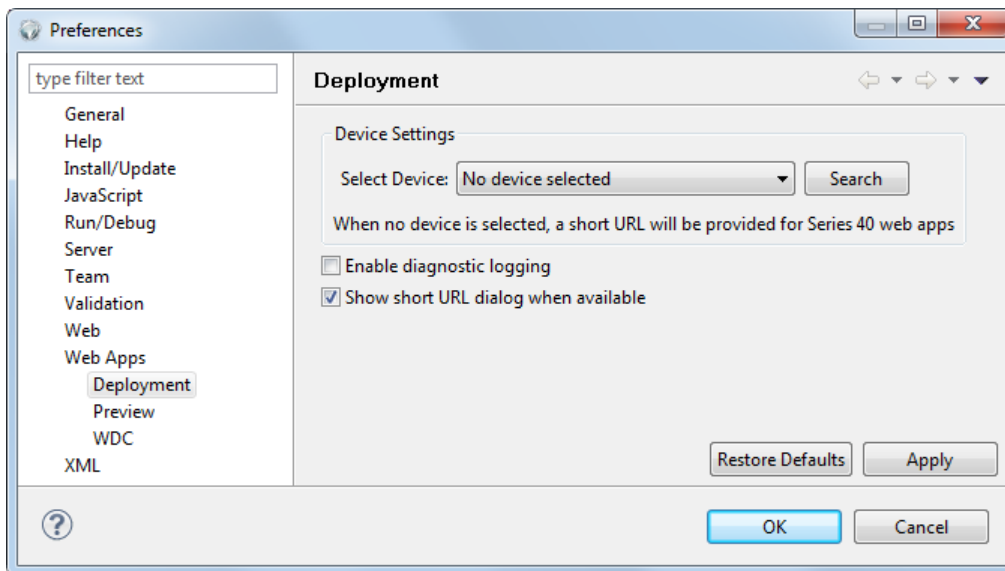 Preferences
type filter text
General
Help
Install/Update
JavaScript
Run/Debug
Server
Team
Validation
Web
Web Apps
Deployment
Preview
WDC
XML
Deployment
Device Settings
Select Device: No device selected Search
When no device is selected, a short URL will be provided for Series 40 web apps
Enable diagnostic logging
Show short URL dialog when available
Restore Defaults Apply
? OK Cancel